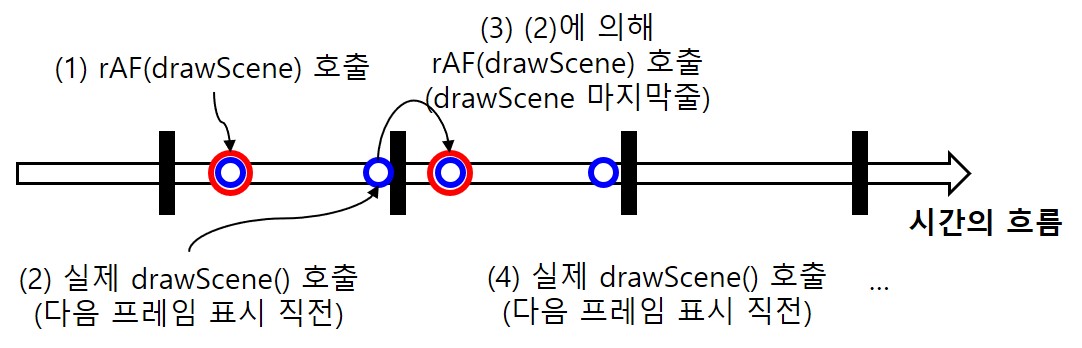 (1) rAF(drawScene) 호출
(3) (2)에 의해
rAF(drawScene) 호출
(drawScene 마지막줄)
시간의 흐름
(2) 실제 drawScene() 호출
(다음 프레임 표시 직전)
(4) 실제 drawScene() 호출
(다음 프레임 표시 직전)
...